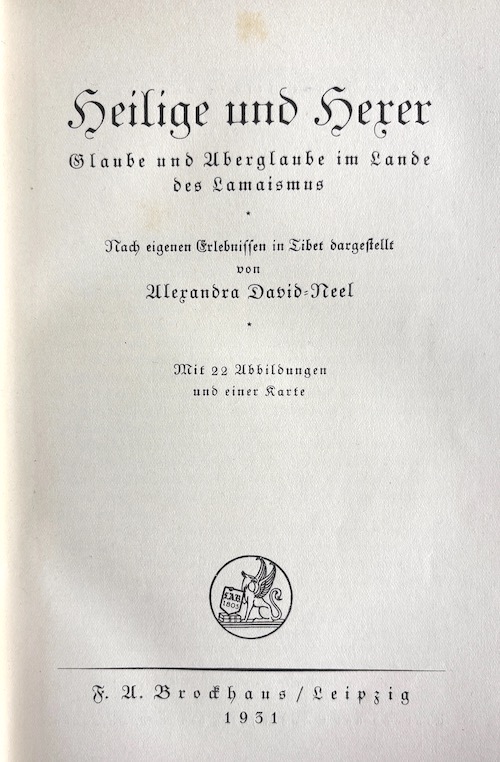 Heilige und Hexer
Glaube und Aberglaube im Lande
des Lamaismus
*
Nach eigenen Erlebnissen in Tibet dargestellt
von
Alexandra David-Neel
*
Mit 22 Abbildungen
und einer Karte
F.A.B.
1805
F. A. Brockhaus / Leipzig
1931